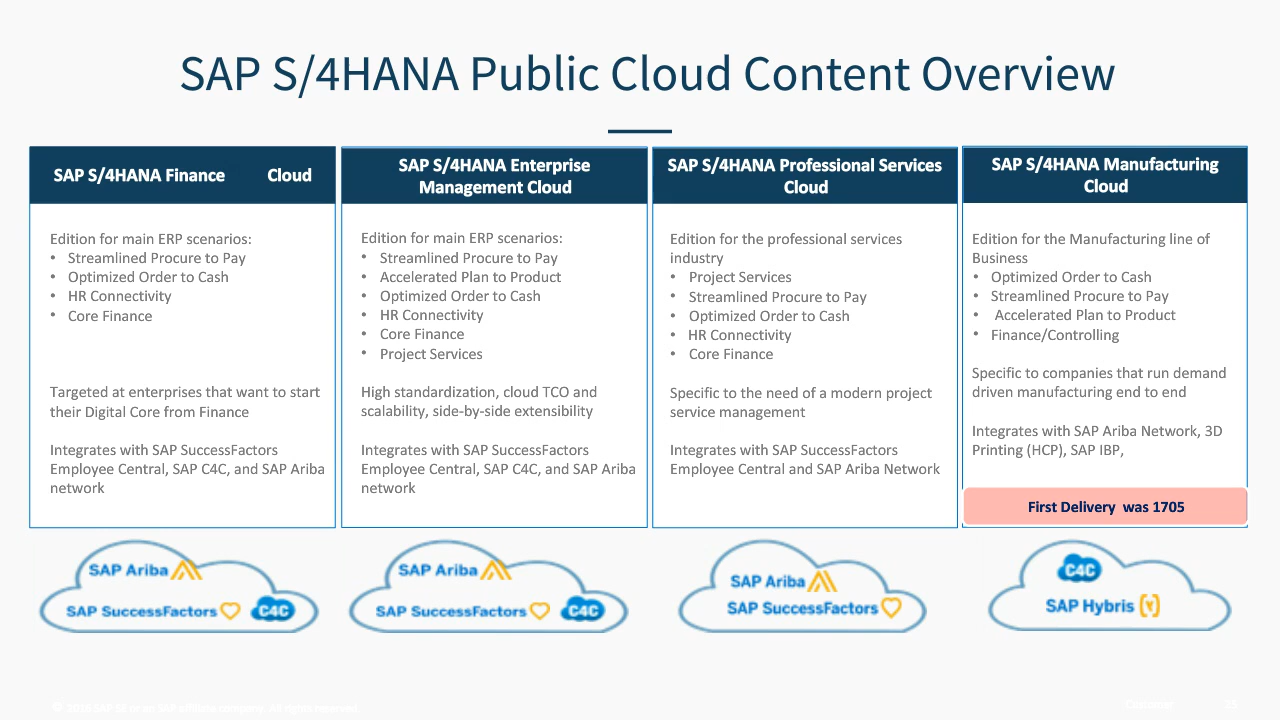 SAP S/4HANA Public Cloud Content Overview
SAP S/4HANA Finance Cloud
Edition for main ERP scenarios:
• Streamlined Procure to Pay
• Optimized Order to Cash
• HR Connectivity
• Core Finance
Targeted at enterprises that want to start
their Digital Core from Finance
Integrates with SAP SuccessFactors
Employee Central, SAP C4C, and SAP Ariba
network
SAP Ariba
SAP SuccessFactors C4C
SAP S/4HANA Enterprise
Management Cloud
Edition for main ERP scenarios:
• Streamlined Procure to Pay
• Accelerated Plan to Product
• Optimized Order to Cash
• HR Connectivity
• Core Finance
• Project Services
High standardization, cloud TCO and
scalability, side-by-side extensibility
Integrates with SAP SuccessFactors
Employee Central, SAP C4C, and SAP Ariba
network
SAP Ariba
SAP SuccessFactors C4C
SAP S/4HANA Professional Services
Cloud
Edition for the professional services
industry
• Project Services
• Streamlined Procure to Pay
• Optimized Order to Cash
• HR Connectivity
• Core Finance
Specific to the need of a modern project
service management
Integrates with SAP SuccessFactors
Employee Central and SAP Ariba Network
SAP Ariba
SAP SuccessFactors
SAP S/4HANA Manufacturing
Cloud
Edition for the Manufacturing line of
Business
• Optimized Order to Cash
• Streamlined Procure to Pay
• Accelerated Plan to Product
• Finance/Controlling
Specific to companies that run demand
driven manufacturing end to end
Integrates with SAP Ariba Network, 3D
Printing (HCP), SAP IBP,
First Delivery was 1705
C4C
SAP Hybris
SAP SE or an SAP affiliate company. All rights reserved.